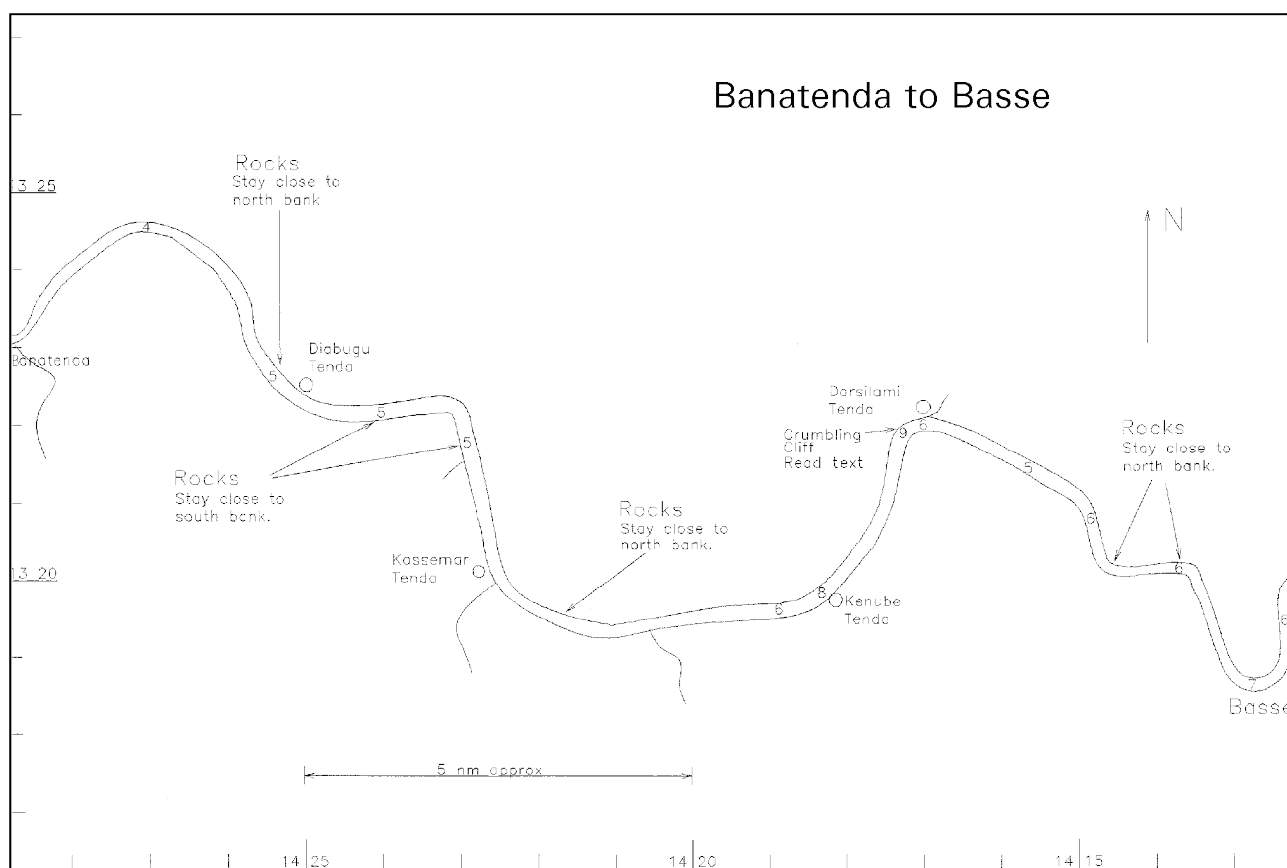 Banatenda to Basse
Rocks
Stay close to
north bank
13 25
4
N
Banatenda
Diabugu
Tenda
5
5
5
Rocks
Stay close to
south bank.
Darsilami
Tenda
Crumbling
Cliff
Read text
9
6
5
6
Rocks
Stay close to
north bank.
6
Rocks
Stay close to
north bank.
Kassemar
Tenda
13 20
6
8
Kenube
Tenda
6
7
Basse
5 nm approx
14 25
14 20
14 15